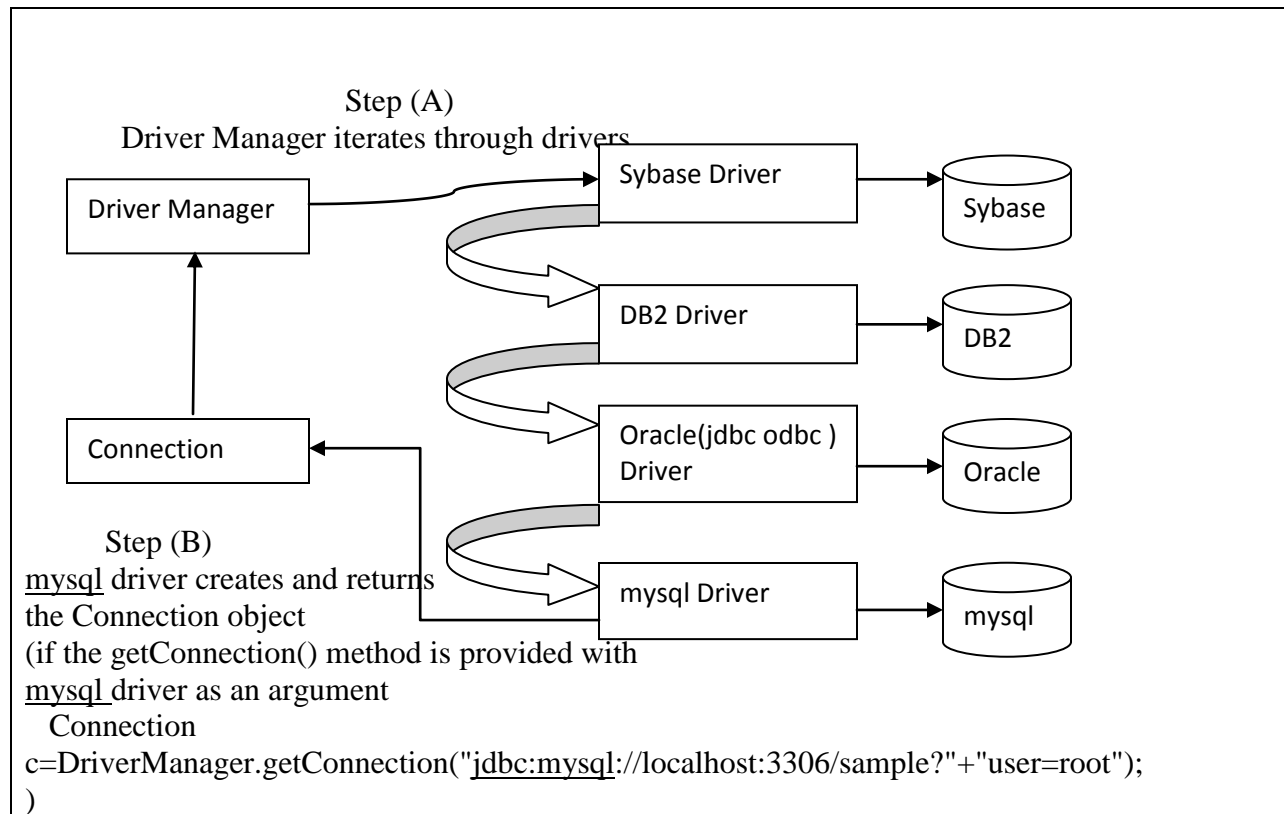 Step (A)
Driver Manager iterates through drivers
Sybase Driver
Sybase
Driver Manager
DB2 Driver
DB2
Oracle(jdbc odbc )
Driver
Oracle
Connection
Step (B)
mysql driver creates and returns
the Connection object
(if the getConnection() method is provided with
mysql driver as an argument
mysql Driver
mysql
Connection
c=DriverManager.getConnection("jdbc:mysql://localhost:3306/sample?"+"user=root");
)